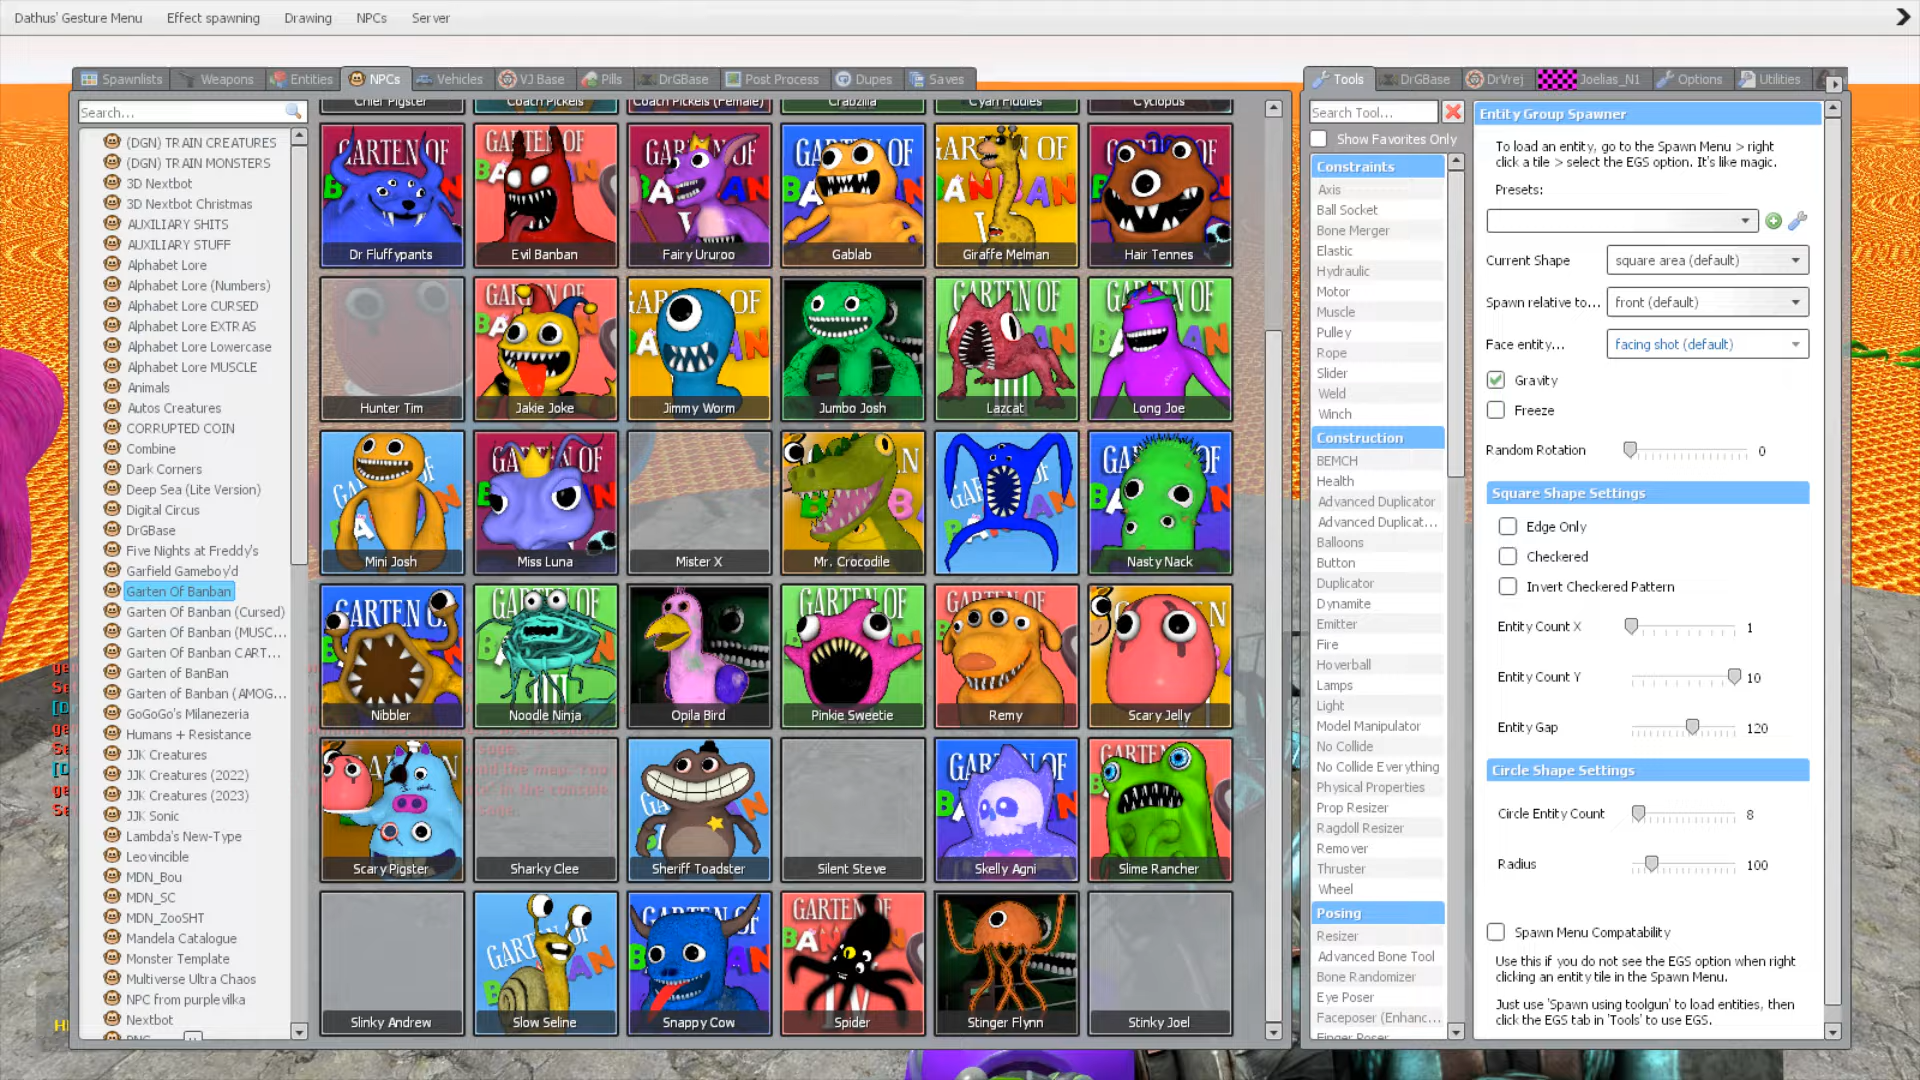 Dathus' Gesture Menu Effect spawning Drawing NPCs Server
Spawnlists Weapons Entities NPCs Vehicles VJ Base Pills DrGBase Post Process Dupes Saves
Search...
(DGN) TRAIN CREATURES
(DGN) TRAIN MONSTERS
3D Nextbot
3D Nextbot Christmas
AUXILIARY SHITS
AUXILIARY STUFF
Alphabet Lore
Alphabet Lore (Numbers)
Alphabet Lore CURSED
Alphabet Lore EXTRAS
Alphabet Lore Lowercase
Alphabet Lore MUSCLE
Animals
Autos Creatures
CORRUPTED COIN
Combine
Dark Corners
Deep Sea (Lite Version)
Digital Circus
DrGBase
Five Nights at Freddy's
Garfield Gameboy'd
Garten Of Banban
Garten Of Banban (Cursed)
Garten Of Banban (MUSC...
Garten Of Banban CART...
Garten of BanBan
Garten of Banban (AMOG...
GoGoGo's Milanezeria
Humans + Resistance
JJK Creatures
JJK Creatures (2022)
JJK Creatures (2023)
JJK Sonic
Lambda's New-Type
Leovincible
MDN_Bou
MDN_SC
MDN_ZooSHT
Mandela Catalogue
Monster Template
Multiverse Ultra Chaos
NPC from purplevilka
Nextbot
Chief Pigster Coach Pickels Coach Pickels (Female) Crabzilla Cyan Fiddles Cyclopus
Dr Fluffypants Evil Banban Fairy Ururoo Gablab Giraffe Melman Hair Tennes
Hunter Tim Jakie Joke Jimmy Worm Jumbo Josh Lazcat Long Joe
Mini Josh Miss Luna Mister X Mr. Crocodile Nasty Nack
Nibbler Noodle Ninja Opila Bird Pinkie Sweetie Remy Scary Jelly
Scary Pigster Sharky Clee Sheriff Toadster Silent Steve Skelly Agni Slime Rancher
Slinky Andrew Slow Seline Snappy Cow Spider Stinger Flynn Stinky Joel
Tools DrGBase DrVrej Joelias_N1 Options Utilities
Search Tool...
Show Favorites Only
Constraints
Axis
Ball Socket
Bone Merger
Elastic
Hydraulic
Motor
Muscle
Pulley
Rope
Slider
Weld
Winch
Construction
BEMCH
Health
Advanced Duplicator
Advanced Duplicat...
Balloons
Button
Duplicator
Dynamite
Emitter
Fire
Hoverball
Lamps
Light
Model Manipulator
No Collide
No Collide Everything
Physical Properties
Prop Resizer
Ragdoll Resizer
Remover
Thruster
Wheel
Posing
Resizer
Advanced Bone Tool
Bone Randomizer
Eye Poser
Faceposer (Enhanc...
Finger Poser
Entity Group Spawner
To load an entity, go to the Spawn Menu > right
click a tile > select the EGS option. It's like magic.
Presets:
Current Shape square area (default)
Spawn relative to... front (default)
Face entity... facing shot (default)
Gravity
Freeze
Random Rotation 0
Square Shape Settings
Edge Only
Checkered
Invert Checkered Pattern
Entity Count X 1
Entity Count Y 10
Entity Gap 120
Circle Shape Settings
Circle Entity Count 8
Radius 100
Spawn Menu Compatability
Use this if you do not see the EGS option when right
clicking an entity tile in the Spawn Menu.
Just use 'Spawn using toolgun' to load entities, then
click the EGS tab in 'Tools' to use EGS.